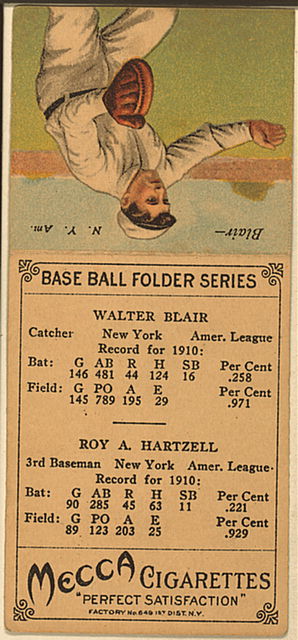 Blair—
N. Y. Am.
BASE BALL FOLDER SERIES
WALTER BLAIR
Catcher New York Amer. League
Record for 1910:
Bat: G AB R H SB Per Cent
146 481 44 124 16 .258
Field: G PO A E Per Cent
145 789 195 29 .971
ROY A. HARTZELL
3rd Baseman New York Amer. League.
Record for 1910:
Bat: G AB R H SB Per Cent
90 285 45 63 11 .221
Field: G PO A E Per Cent
89 123 203 25 .929
MECCA CIGARETTES
"PERFECT SATISFACTION"
FACTORY No. 649 1ST DIST. N.Y.